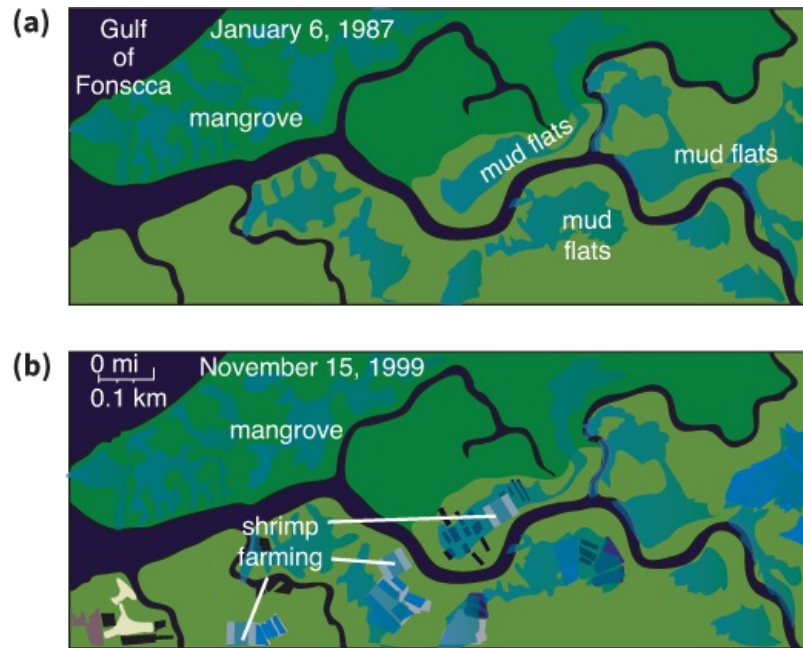 (a)
Gulf
of
Fonscca
January 6, 1987
mangrove
mud flats
mud flats
mud
flats
(b)
0 mi
0.1 km
November 15, 1999
mangrove
shrimp
farming